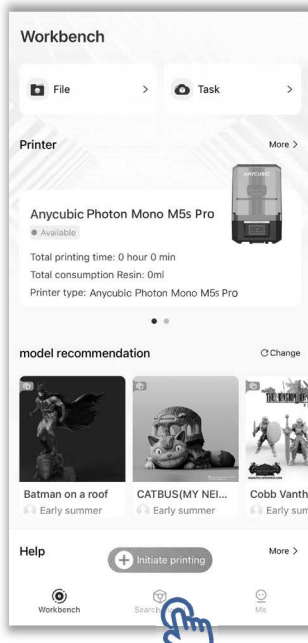 Workbench
File > Task >
Printer More >
ANYCUBIC
Anycubic Photon Mono M5s Pro
Available
Total printing time: 0 hour 0 min
Total consumption Resin: 0ml
Printer type: Anycubic Photon Mono M5s Pro
model recommendation Change
Batman on a roof CATBUS(MY NEI... Cobb Vanth
Early summer Early summer Early sum
Help More >
+ Initiate printing
Workbench Search Me